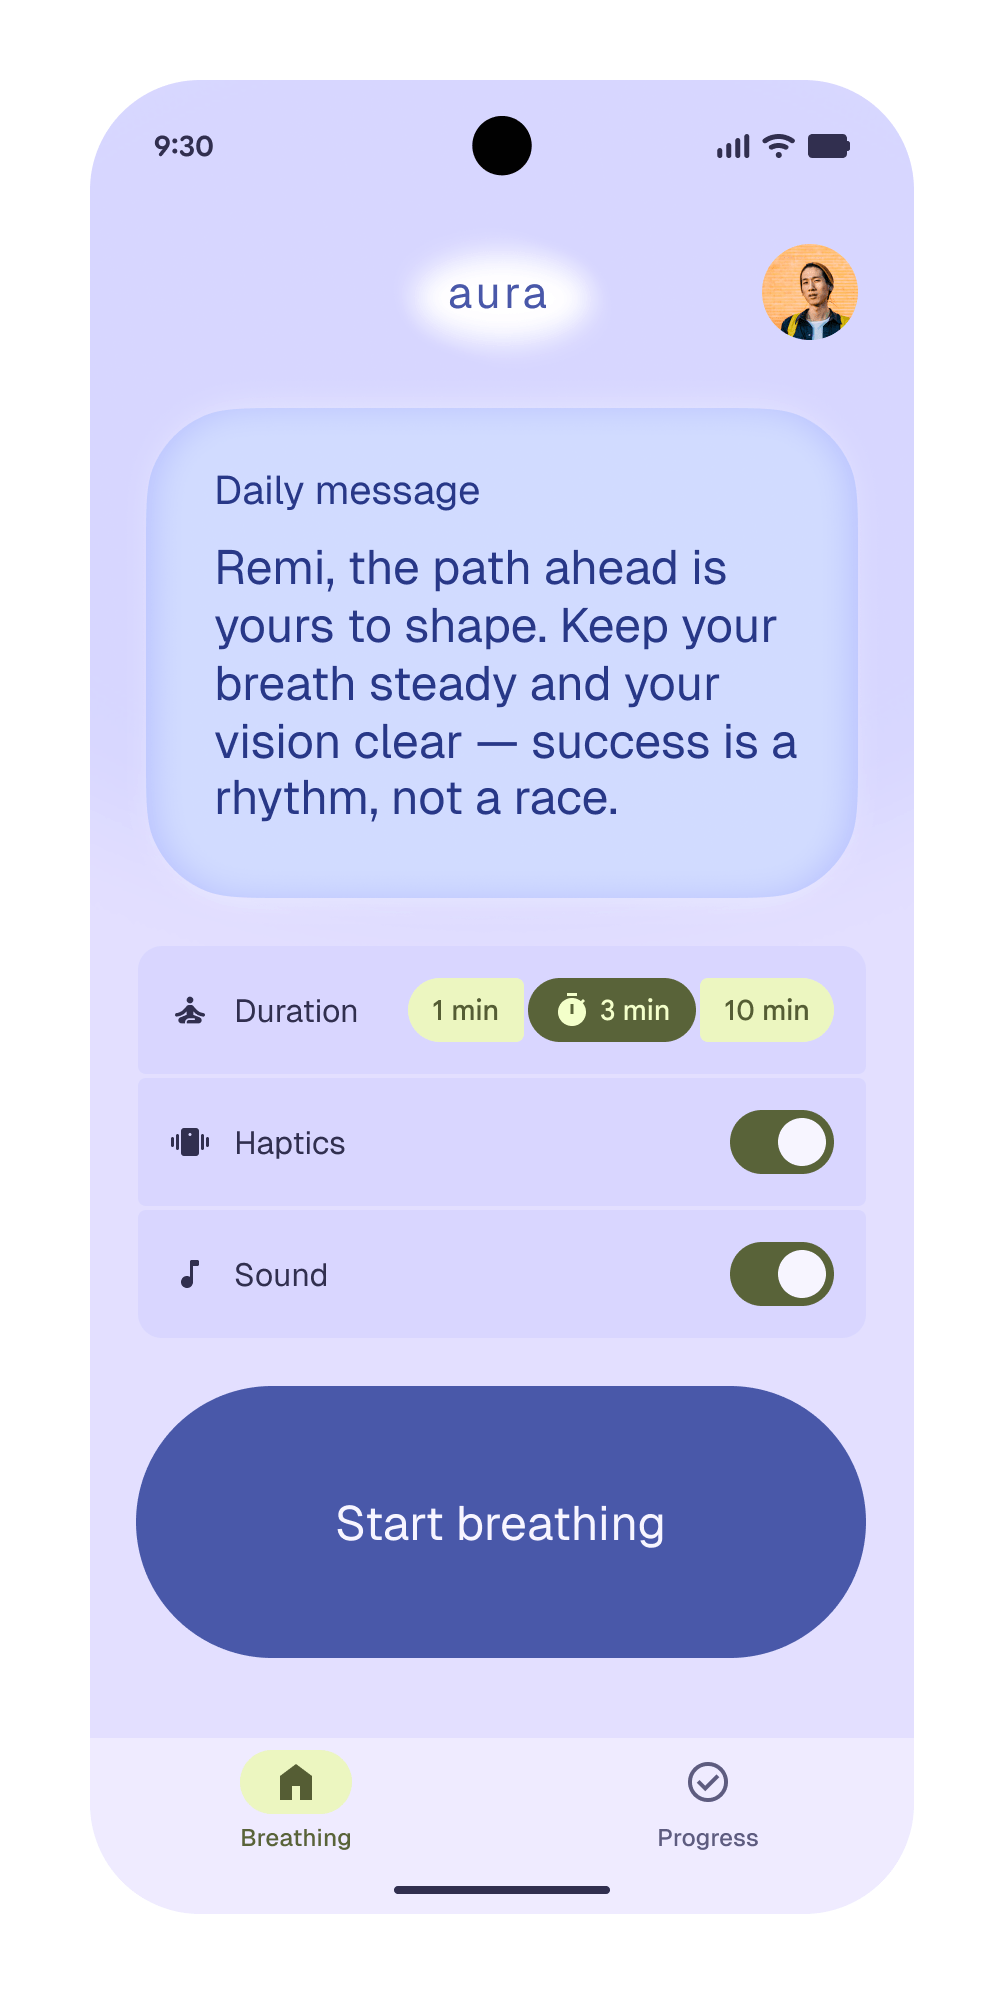 9:30
aura
Daily message
Remi, the path ahead is
yours to shape. Keep your
breath steady and your
vision clear — success is a
rhythm, not a race.
Duration
1 min
3 min
10 min
Haptics
Sound
Start breathing
Breathing
Progress